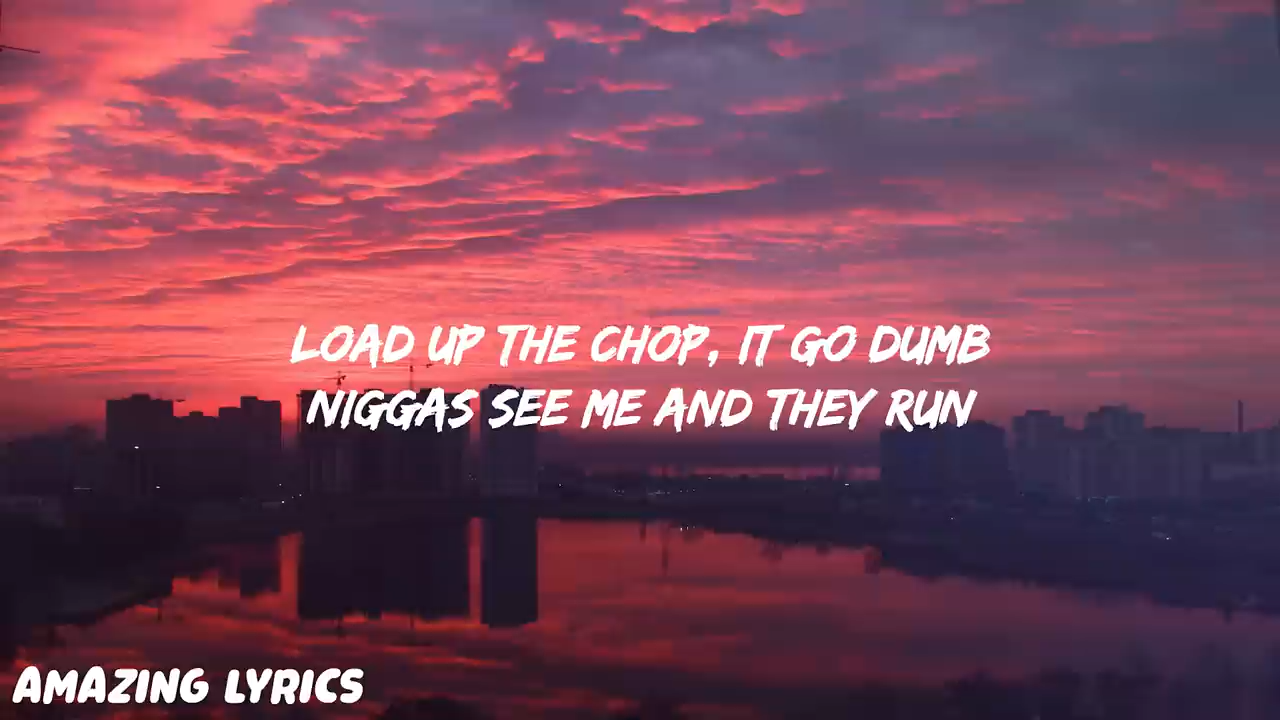 LOAD UP THE CHOP, IT GO DUMB
NIGGAS SEE ME AND THEY RUN
AMAZING LYRICS